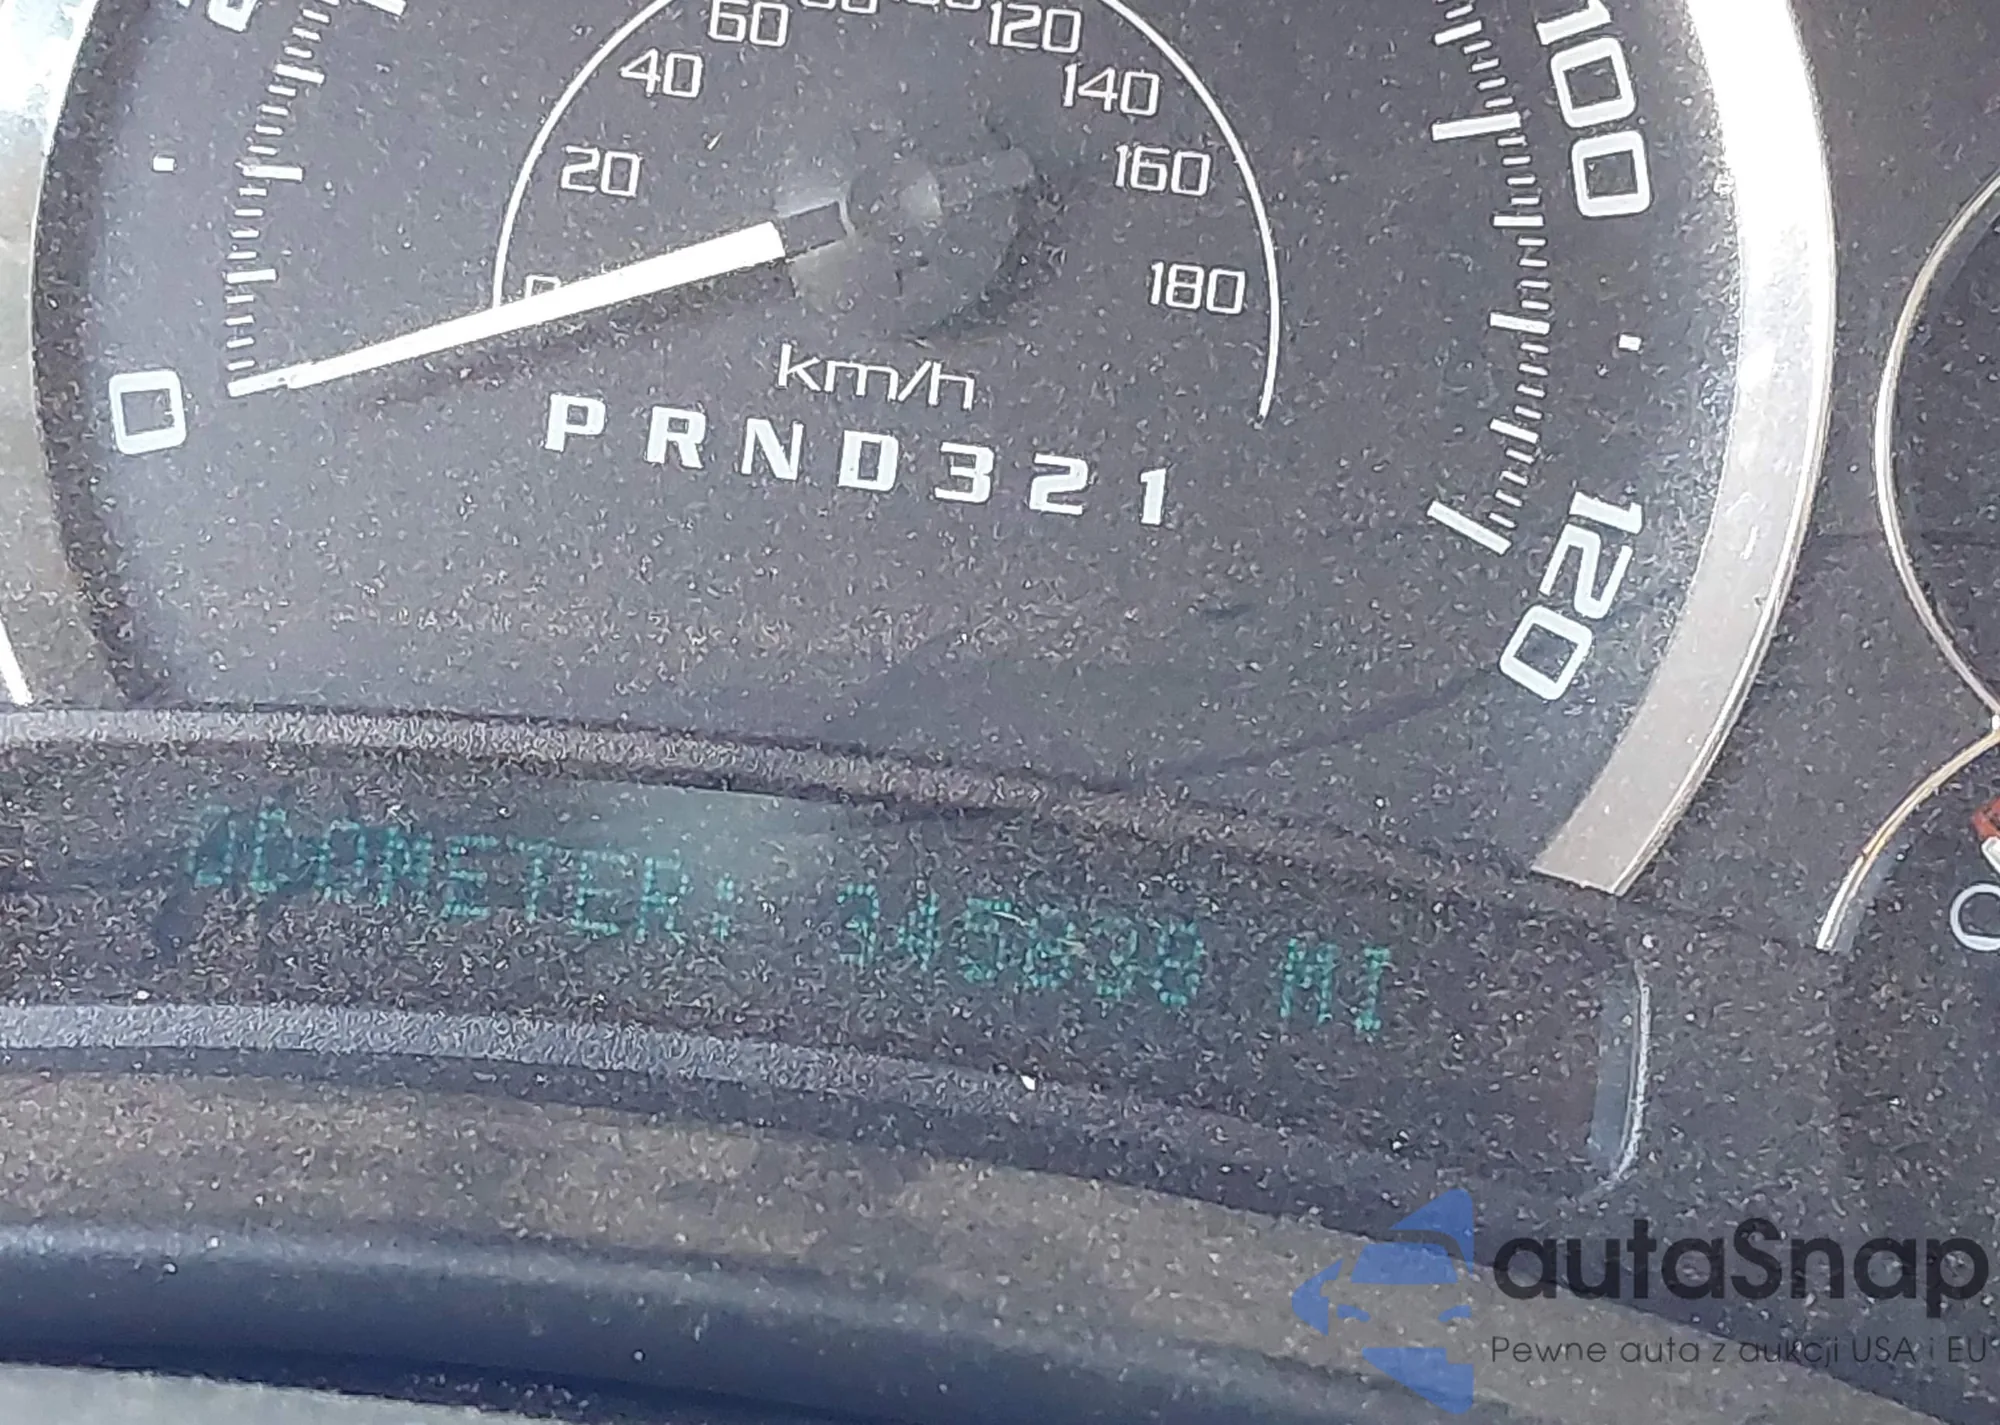 60
120
40
100
140
20
160
180
0
km/h
PRND321
120
ODOMETER: 345838 MI
autaSnap
Pewne auta z aukcji USA i EU